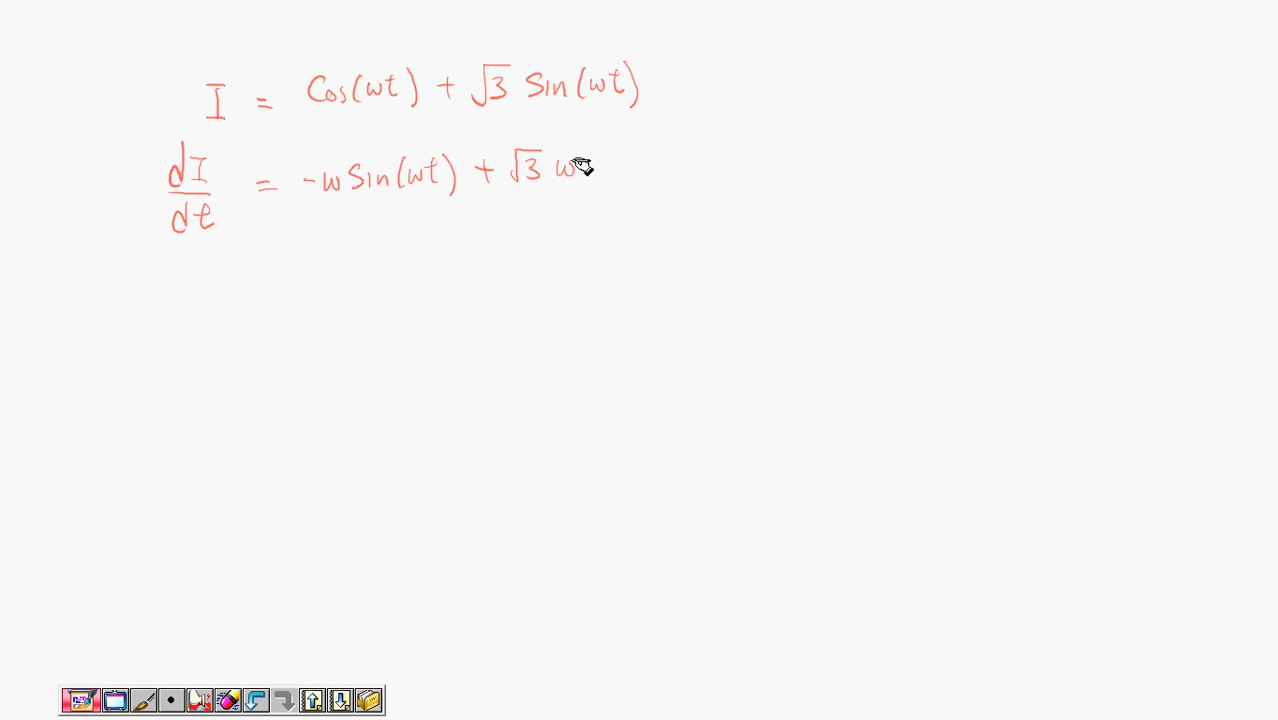 I = Cos(wt) + √3 Sin(wt)
dI/dt = -w Sin(wt) + √3 w